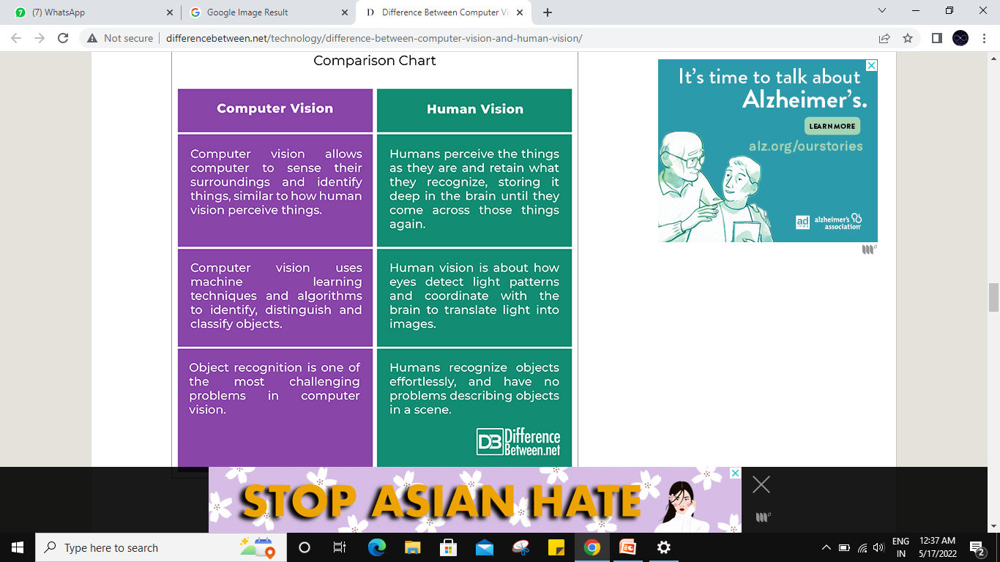 (7) WhatsApp
Google Image Result
Difference Between Computer Vi
Not secure
differencebetween.net/technology/difference-between-computer-vision-and-human-vision/
Comparison Chart
Computer Vision
Human Vision
Computer vision allows
computer to sense their
surroundings and identify
things, similar to how human
vision perceive things.
Humans perceive the things
as they are and retain what
they recognize, storing it
deep in the brain until they
come across those things
again.
Computer vision uses
machine learning
techniques and algorithms
to identify, distinguish and
classify objects.
Human vision is about how
eyes detect light patterns
and coordinate with the
brain to translate light into
images.
Object recognition is one of
the most challenging
problems in computer
vision.
Humans recognize objects
effortlessly, and have no
problems describing objects
in a scene.
DB Difference
Between.net
It's time to talk about
Alzheimer's.
LEARN MORE
alz.org/ourstories
ad
alzheimer's
association
STOP ASIAN HATE
Type here to search
ENG
IN
12:37 AM
5/17/2022
2